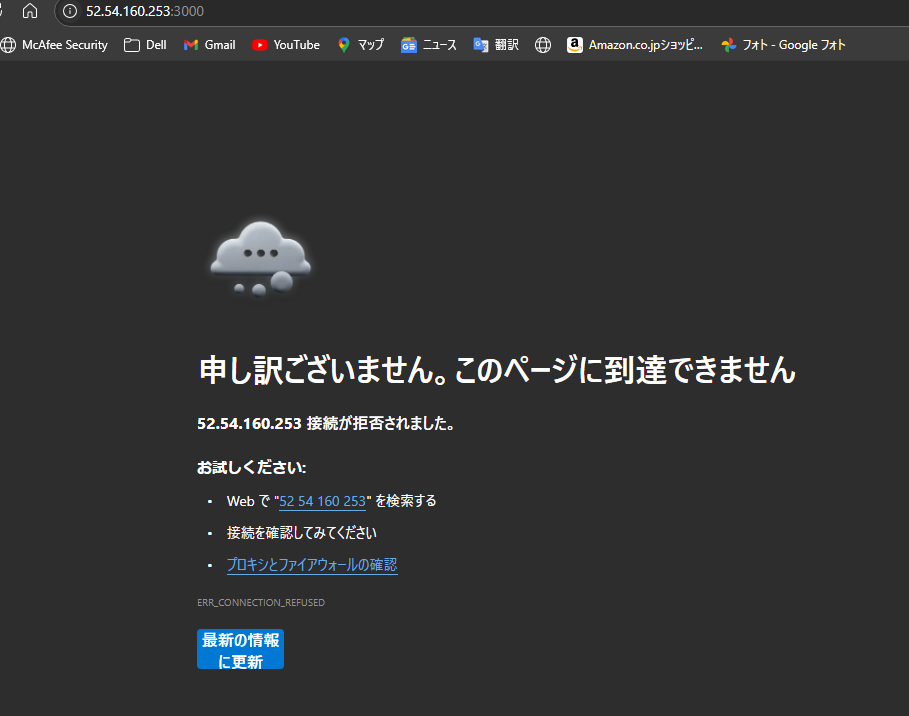 52.54.160.253:3000
McAfee Security Dell Gmail YouTube マップ ニュース 翻訳 Amazon.co.jpショッピ... フォト - Google フォト
申し訳ございません。このページに到達できません
52.54.160.253 接続が拒否されました。
お試しください:
• Web で "52 54 160 253" を検索する
• 接続を確認してみてください
• プロキシとファイアウォールの確認
ERR_CONNECTION_REFUSED
最新の情報
に更新